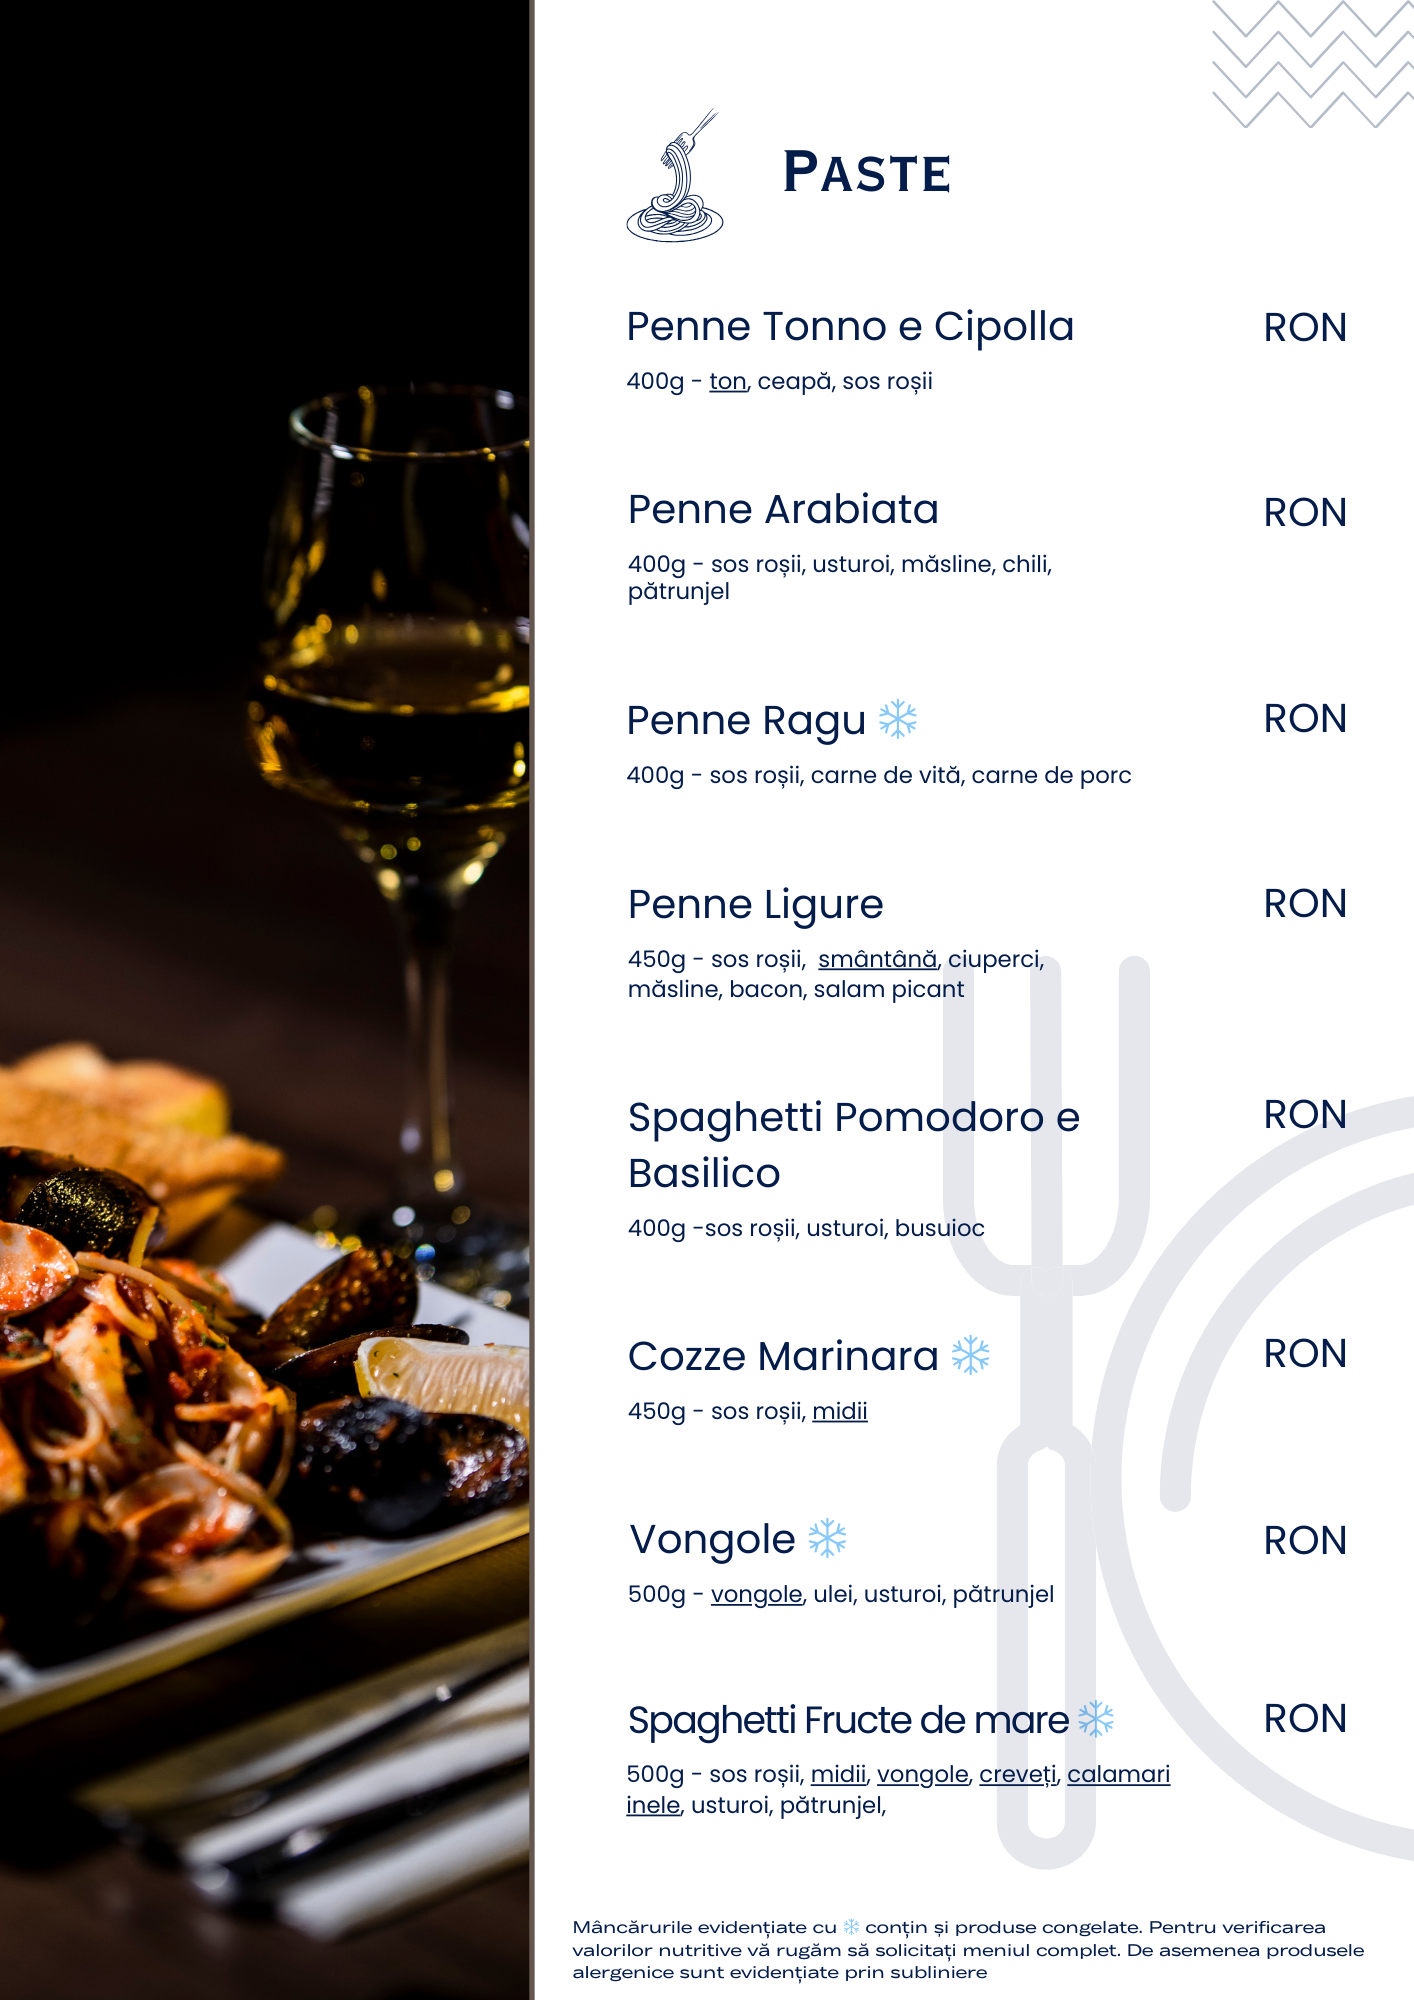 PASTE
Penne Tonno e Cipolla RON
400g - ton, ceapă, sos roșii
Penne Arabiata RON
400g - sos roșii, usturoi, măsline, chili,
pătrunjel
Penne Ragu ❄ RON
400g - sos roșii, carne de vită, carne de porc
Penne Ligure RON
450g - sos roșii, smântână, ciuperci,
măsline, bacon, salam picant
Spaghetti Pomodoro e RON
Basilico
400g -sos roșii, usturoi, busuioc
Cozze Marinara ❄ RON
450g - sos roșii, midii
Vongole ❄ RON
500g - vongole, ulei, usturoi, pătrunjel
Spaghetti Fructe de mare ❄ RON
500g - sos roșii, midii, vongole, creveți, calamari
inele, usturoi, pătrunjel,
Mâncărurile evidențiate cu ❄ conțin și produse congelate. Pentru verificarea
valorilor nutritive vă rugăm să solicitați meniul complet. De asemenea produsele
alergenice sunt evidențiate prin subliniere